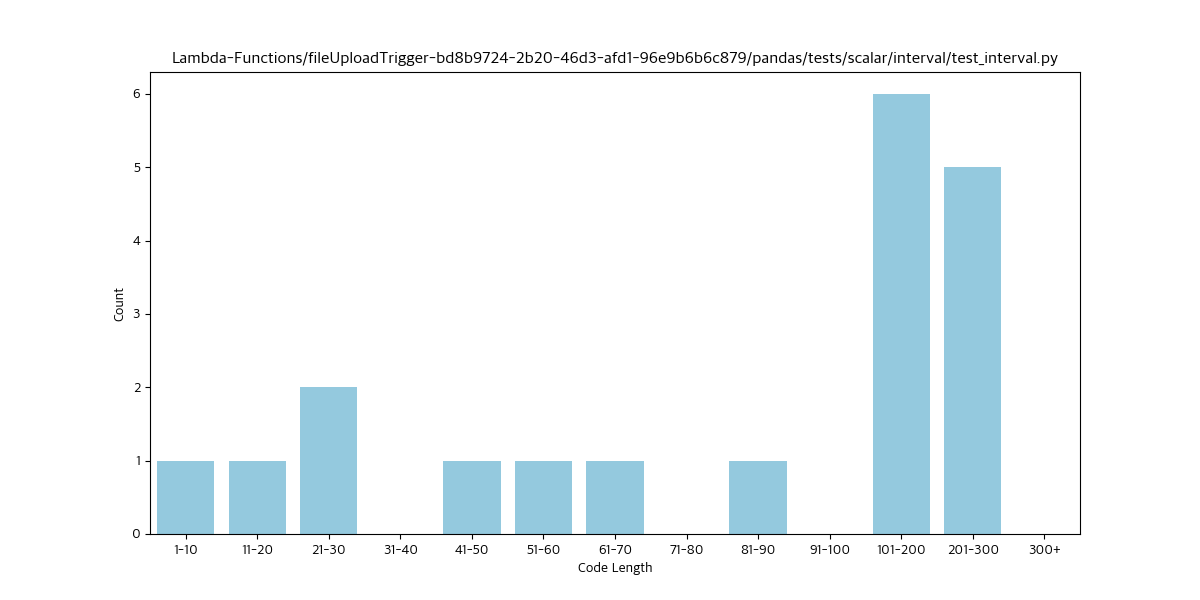 Lambda-Functions/fileUploadTrigger-bd8b9724-2b20-46d3-afd1-96e9b6b6c879/pandas/tests/scalar/interval/test_interval.py
6
5
4
3
2
1
0
Count
1-10 11-20 21-30 31-40 41-50 51-60 61-70 71-80 81-90 91-100 101-200 201-300 300+
Code Length